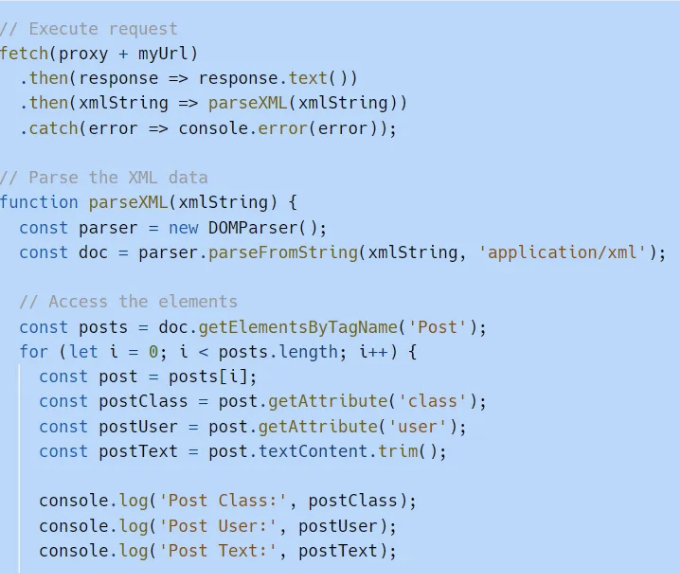 // Execute request
fetch(proxy + myUrl)
  .then(response => response.text())
  .then(xmlString => parseXML(xmlString))
  .catch(error => console.error(error));

// Parse the XML data
function parseXML(xmlString) {
  const parser = new DOMParser();
  const doc = parser.parseFromString(xmlString, 'application/xml');

  // Access the elements
  const posts = doc.getElementsByTagName('Post');
  for (let i = 0; i < posts.length; i++) {
    const post = posts[i];
    const postClass = post.getAttribute('class');
    const postUser = post.getAttribute('user');
    const postText = post.textContent.trim();

    console.log('Post Class:', postClass);
    console.log('Post User:', postUser);
    console.log('Post Text:', postText);